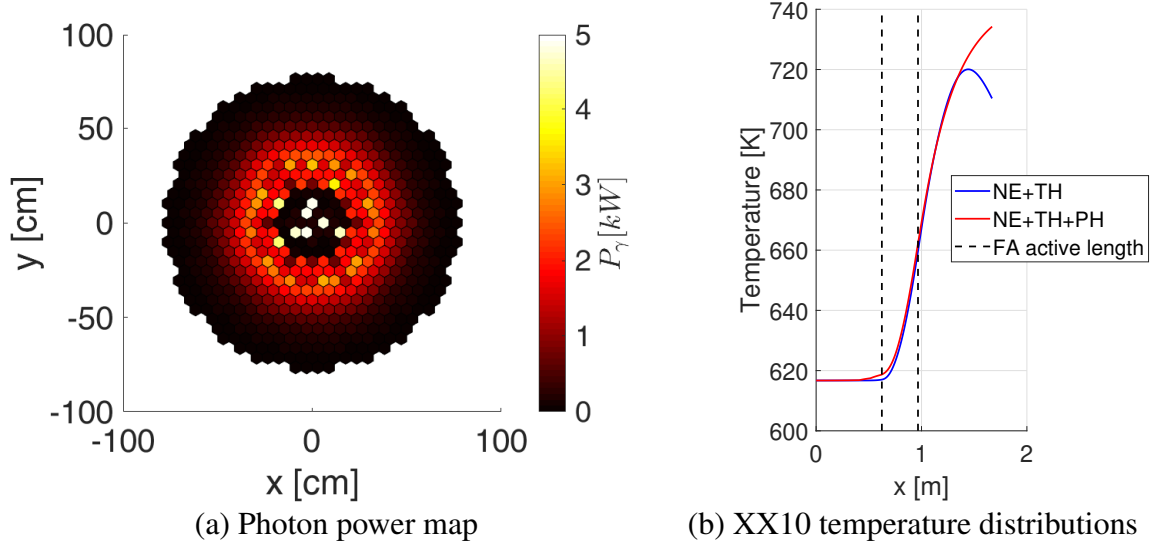 100
50
0
-50
-100
y [cm]
-100
0
100
x [cm]
5
4
3
2
1
0
Pγ [kW]
(a) Photon power map
740
720
700
680
660
640
620
600
Temperature [K]
0
1
2
x [m]
NE+TH
NE+TH+PH
FA active length
(b) XX10 temperature distributions